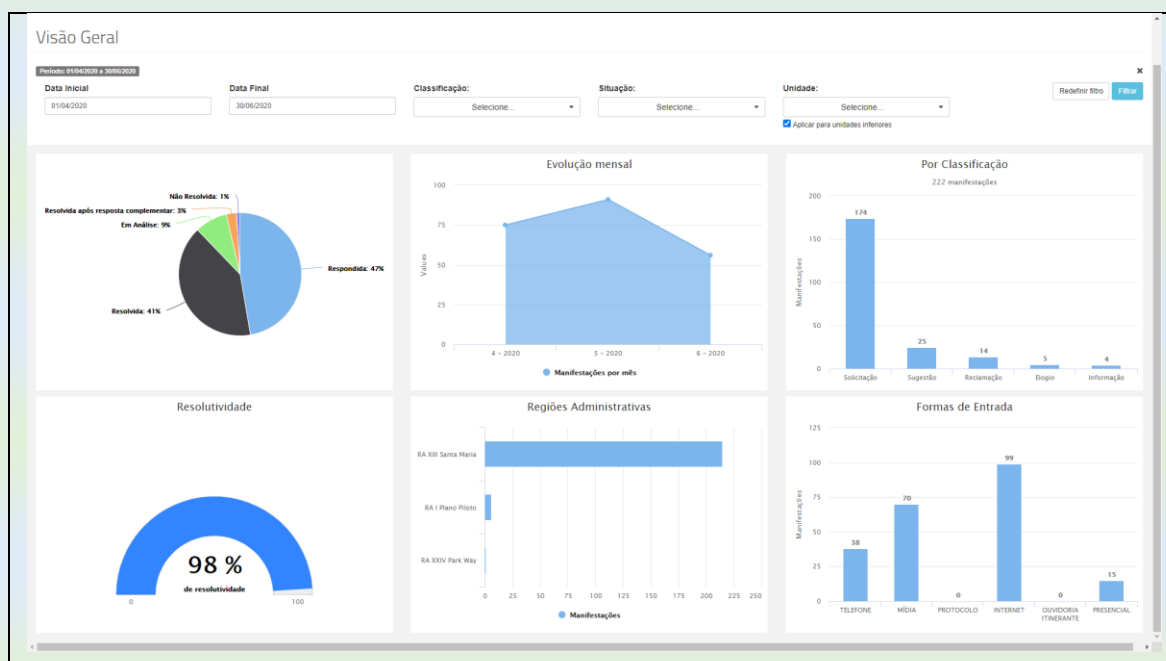 Visão Geral
Período: 01/04/2020 a 30/06/2020
Data Inicial
Data Final
Classificação:
Situação:
Unidade:
01/04/2020
30/06/2020
Selecione...
Selecione...
Selecione...
Redefinir filtro
Filtrar
Aplicar para unidades inferiores
Não Resolvida: 1%
Resolvida após resposta complementar: 3%
Em Análise: 9%
Respondida: 47%
Resolvida: 41%
Evolução mensal
100
75
50
25
0
Values
4 - 2020
5 - 2020
6 - 2020
Manifestações por mês
Por Classificação
222 manifestações
200
150
100
50
0
Manifestações
174
25
14
5
4
Solicitação
Sugestão
Reclamação
Elogio
Informação
Resolutividade
98 %
de resolutividade
0
100
Regiões Administrativas
RA XIII Santa Maria
RA I Plano Piloto
RA XXIV Park Way
0
25
50
75
100
125
150
175
200
225
250
Manifestações
Formas de Entrada
125
100
75
50
25
0
Manifestações
38
70
0
99
0
15
TELEFONE
MÍDIA
PROTOCOLO
INTERNET
OUVIDORIA
ITINERANTE
PRESENCIAL